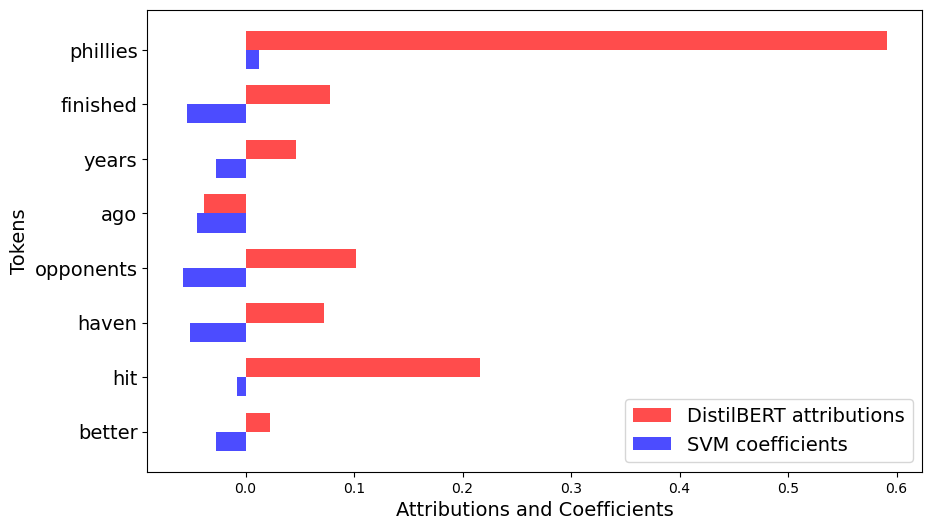 phillies
finished
years
ago
opponents
haven
hit
better
Tokens
0.0 0.1 0.2 0.3 0.4 0.5 0.6
Attributions and Coefficients
DistilBERT attributions
SVM coefficients